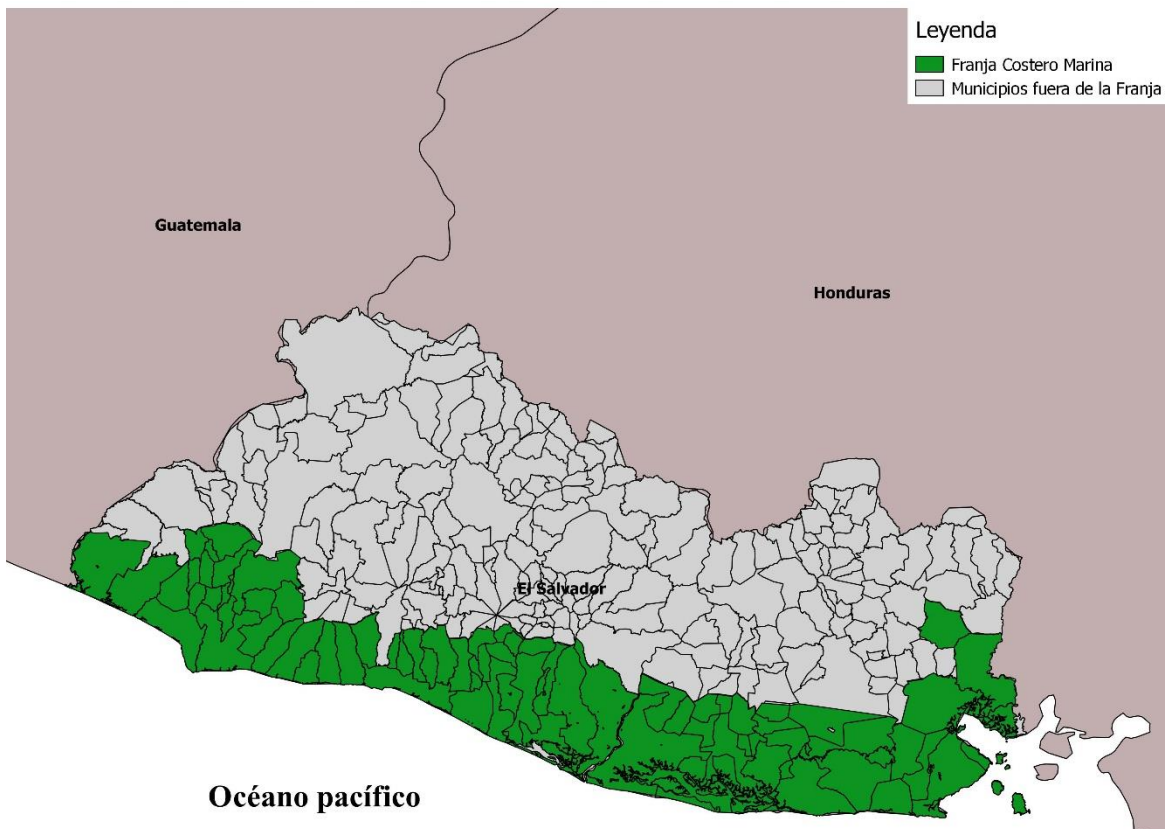 Leyenda
Franja Costero Marina
Municipios fuera de la Franja
Guatemala
Honduras
El Salvador
Océano pacífico